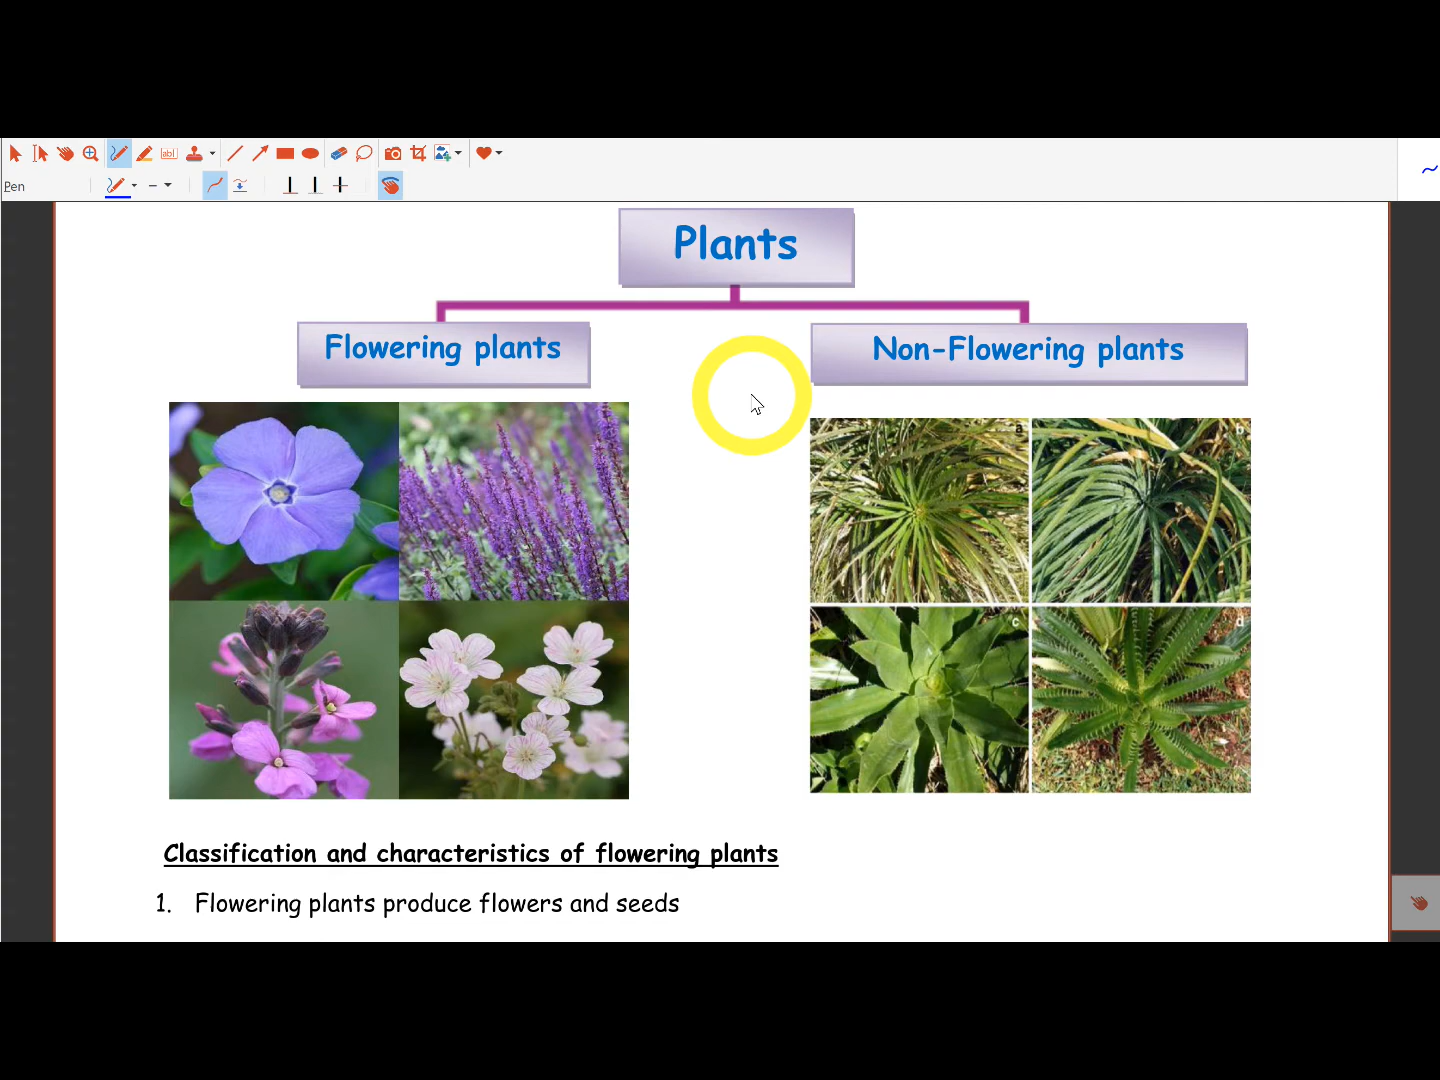 abl
Pen
Plants
Flowering plants
Non-Flowering plants
a
b
c
d
Classification and characteristics of flowering plants
1. Flowering plants produce flowers and seeds